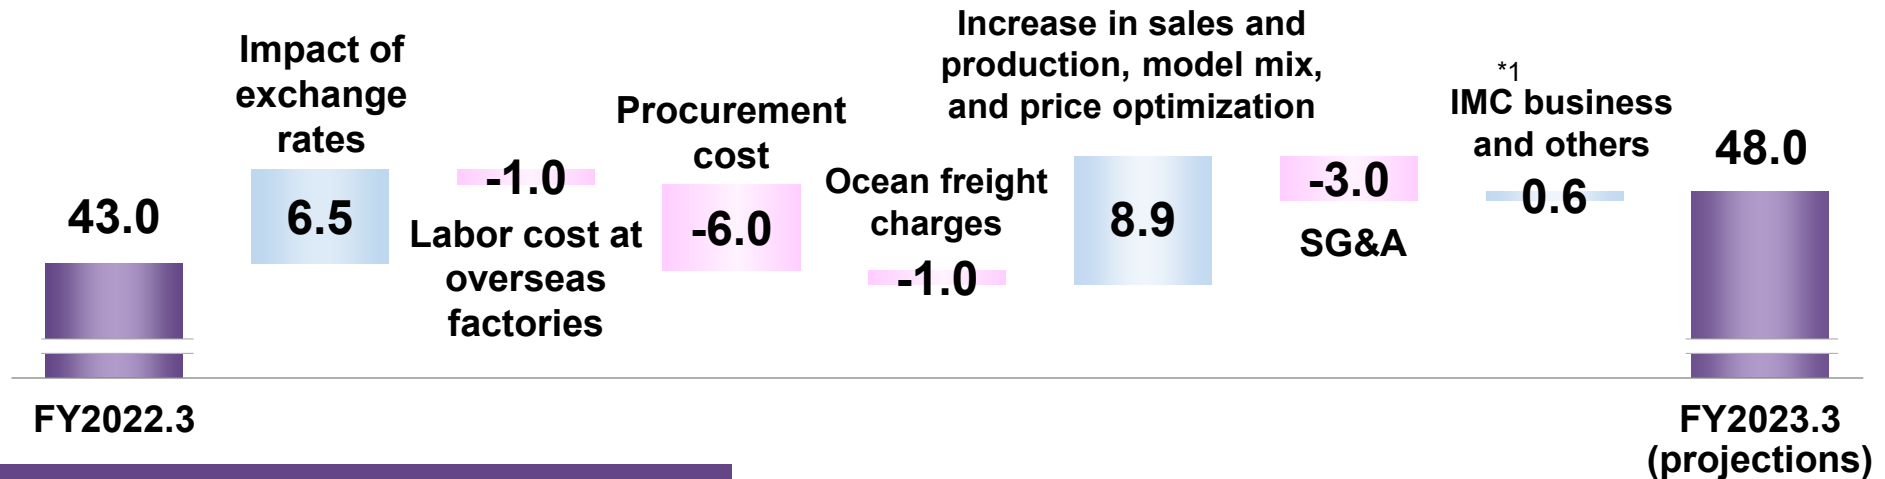 43.0
FY2022.3
Impact of
exchange
rates
6.5
-1.0
Labor cost at
overseas
factories
Procurement
cost
-6.0
Ocean freight
charges
-1.0
Increase in sales and
production, model mix,
and price optimization
8.9
-3.0
SG&A
*1
IMC business
and others
0.6
48.0
FY2023.3
(projections)